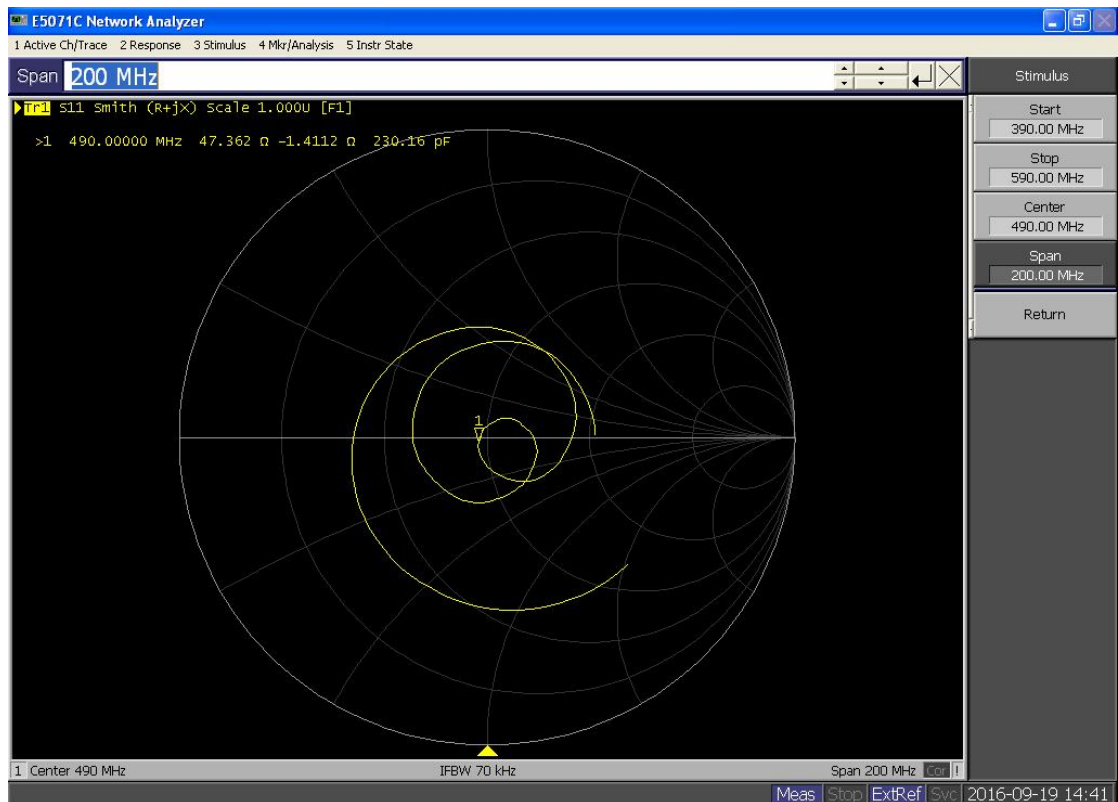 E5071C Network Analyzer
1 Active Ch/Trace 2 Response 3 Stimulus 4 Mkr/Analysis 5 Instr State
Span 200 MHz
Stimulus
Tr1 S11 Smith (R+jX) Scale 1.000U [F1]
>1 490.00000 MHz 47.362 Ω -1.4112 Ω 230.16 pF
Start
390.00 MHz
Stop
590.00 MHz
Center
490.00 MHz
Span
200.00 MHz
Return
1
1 Center 490 MHz IFBW 70 kHz Span 200 MHz Cor !
Meas Stop ExtRef Svc 2016-09-19 14:41